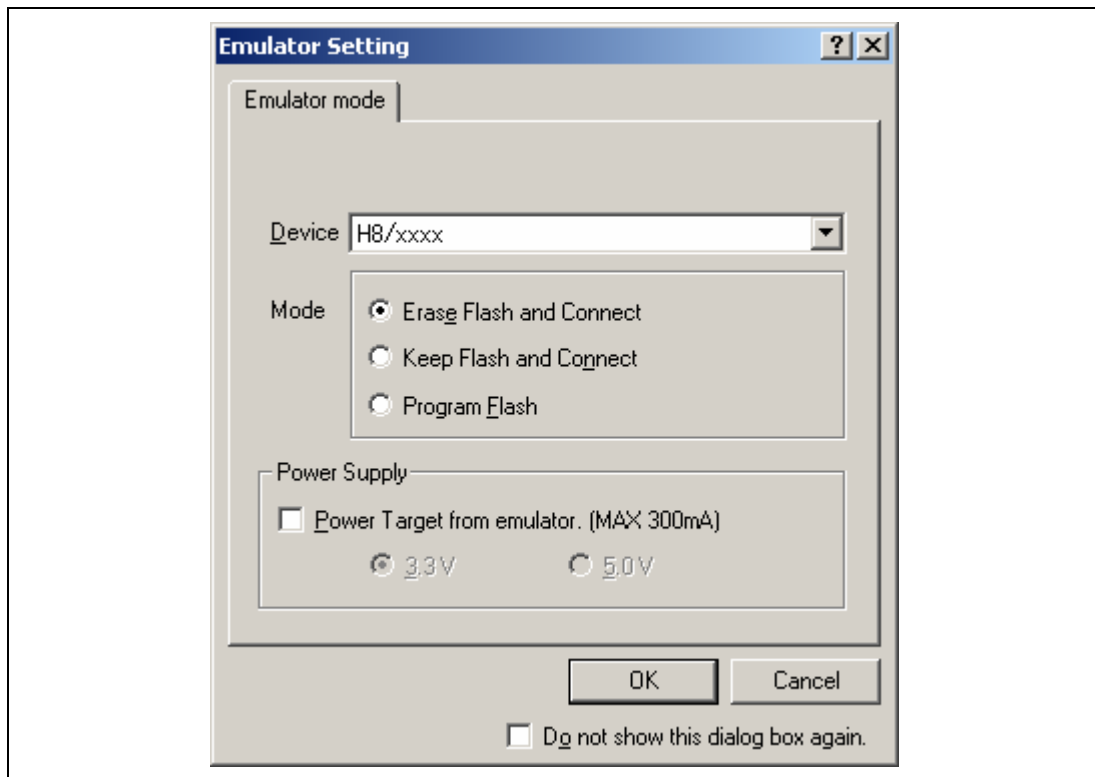 Emulator Setting
Emulator mode
Device H8/xxxx
Mode
Erase Flash and Connect
Keep Flash and Connect
Program Flash
Power Supply
Power Target from emulator. (MAX 300mA)
3.3V 5.0V
OK Cancel
Do not show this dialog box again.